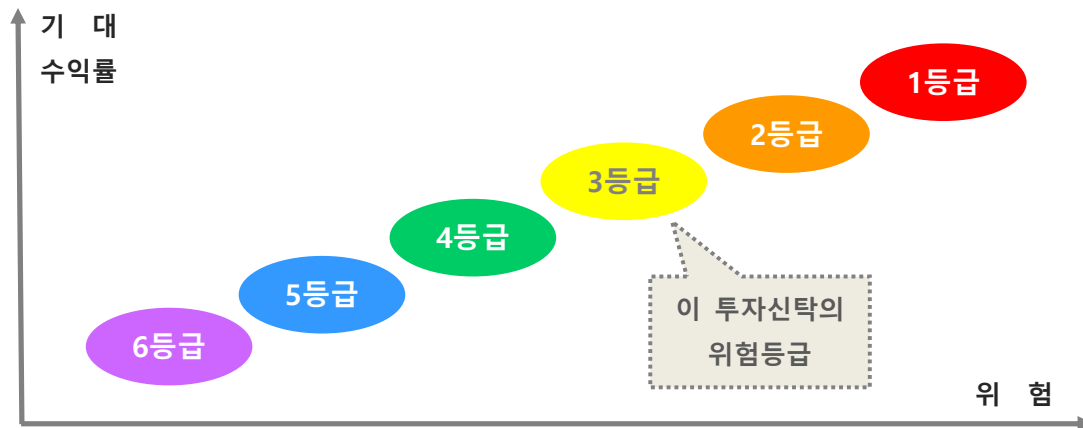 기 대
수익률
1등급
2등급
3등급
4등급
5등급
6등급
이 투자신탁의
위험등급
위 험